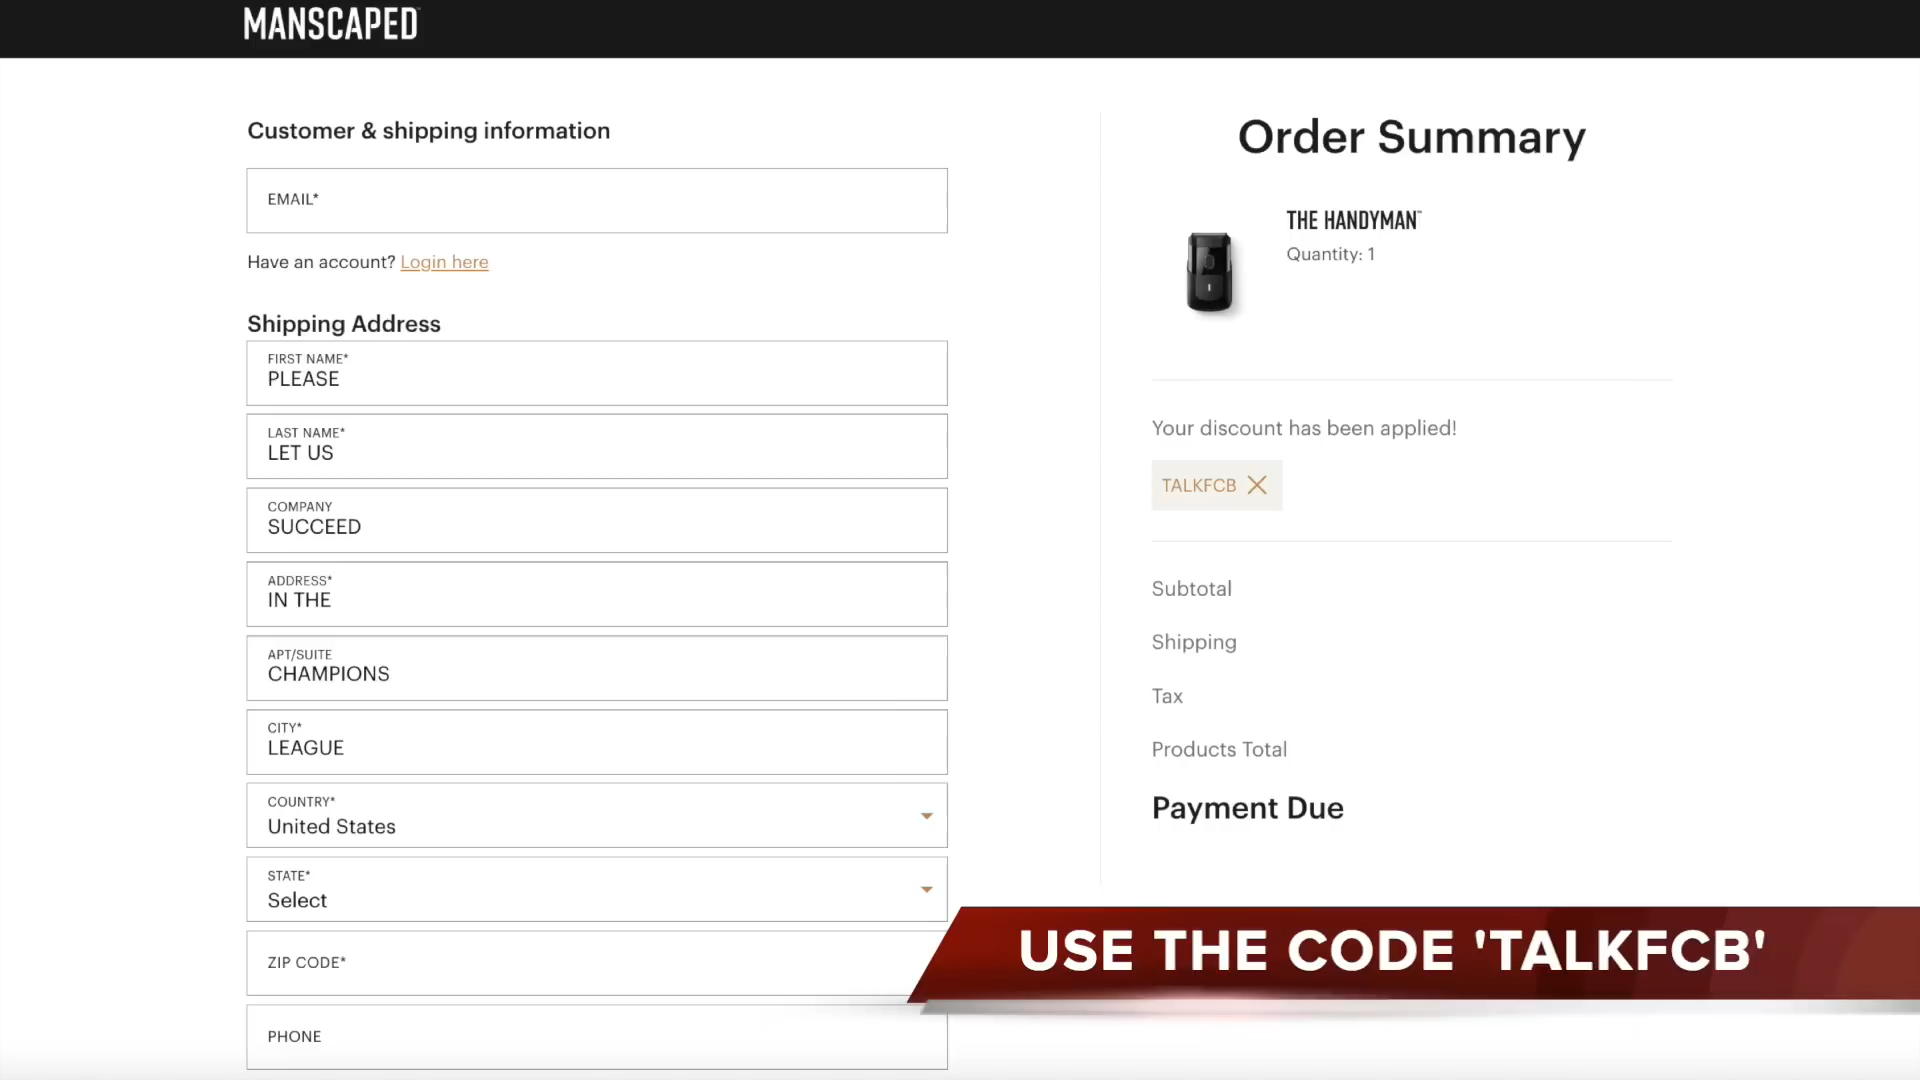 MANSCAPED
Customer & shipping information
EMAIL*
Have an account? Login here
Shipping Address
FIRST NAME*
PLEASE
LAST NAME*
LET US
COMPANY
SUCCEED
ADDRESS*
IN THE
APT/SUITE
CHAMPIONS
CITY*
LEAGUE
COUNTRY*
United States
STATE*
Select
ZIP CODE*
PHONE
Order Summary
THE HANDYMAN™
Quantity: 1
Your discount has been applied!
TALKFCB
Subtotal
Shipping
Tax
Products Total
Payment Due
USE THE CODE 'TALKFCB'